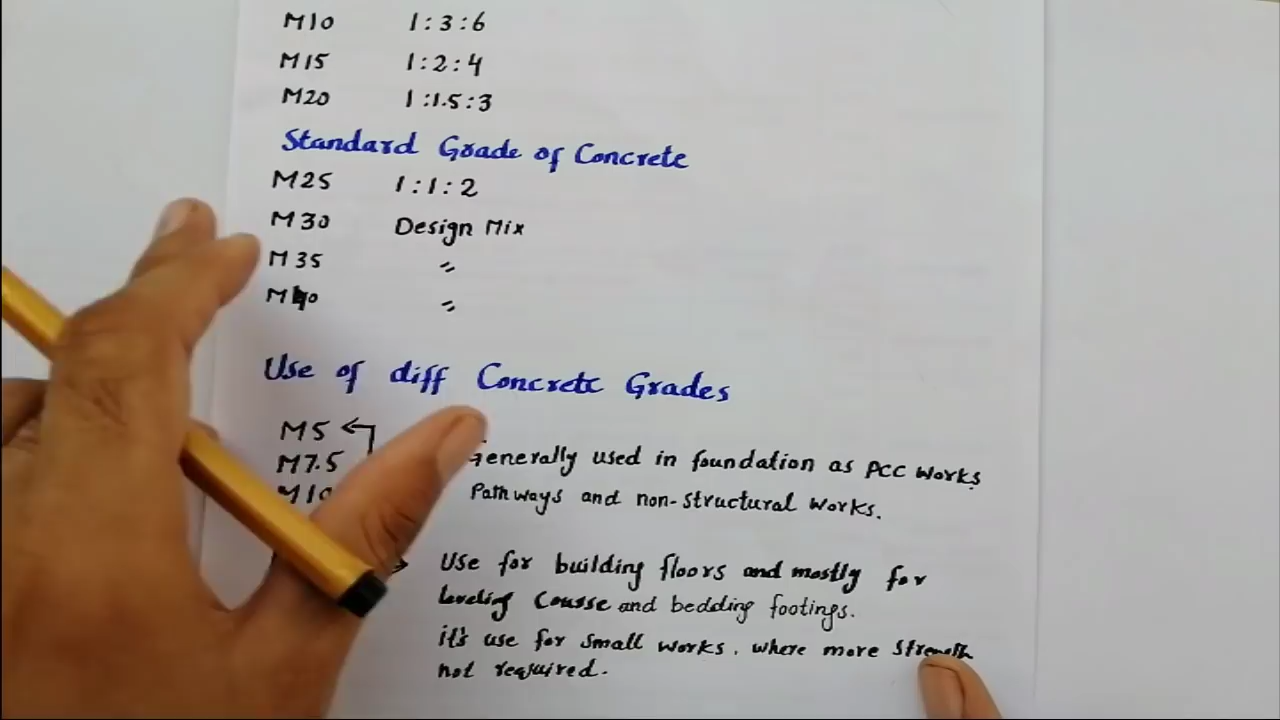 M10 1:3:6
M15 1:2:4
M20 1:1.5:3
Standard Grade of Concrete
M25 1:1:2
M30 Design Mix
M35 〃
M40 〃
Use of diff Concrete Grades
M5
M7.5 Generally used in foundation as PCC works
M10 Pathways and non-structural works.
Use for building floors and mostly for
leveling Course and bedding footings.
it's use for small works. where more strength
not required.